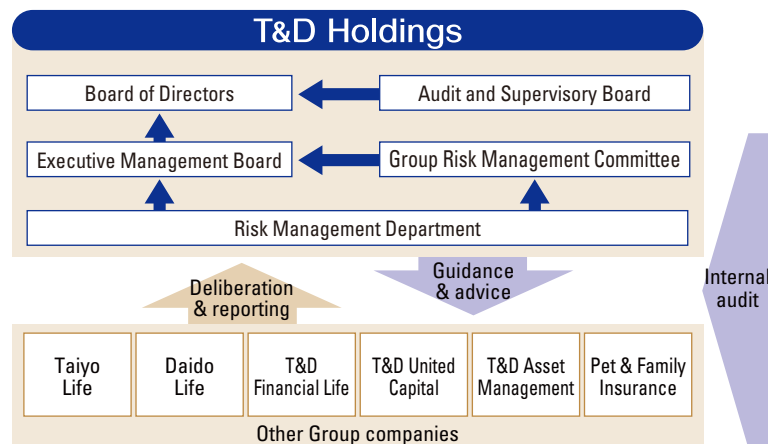 T&D Holdings
Board of Directors
Audit and Supervisory Board
Executive Management Board
Group Risk Management Committee
Risk Management Department
Deliberation
& reporting
Guidance
& advice
Internal
audit
Taiyo
Life
Daido
Life
T&D
Financial Life
T&D United
Capital
T&D Asset
Management
Pet & Family
Insurance
Other Group companies